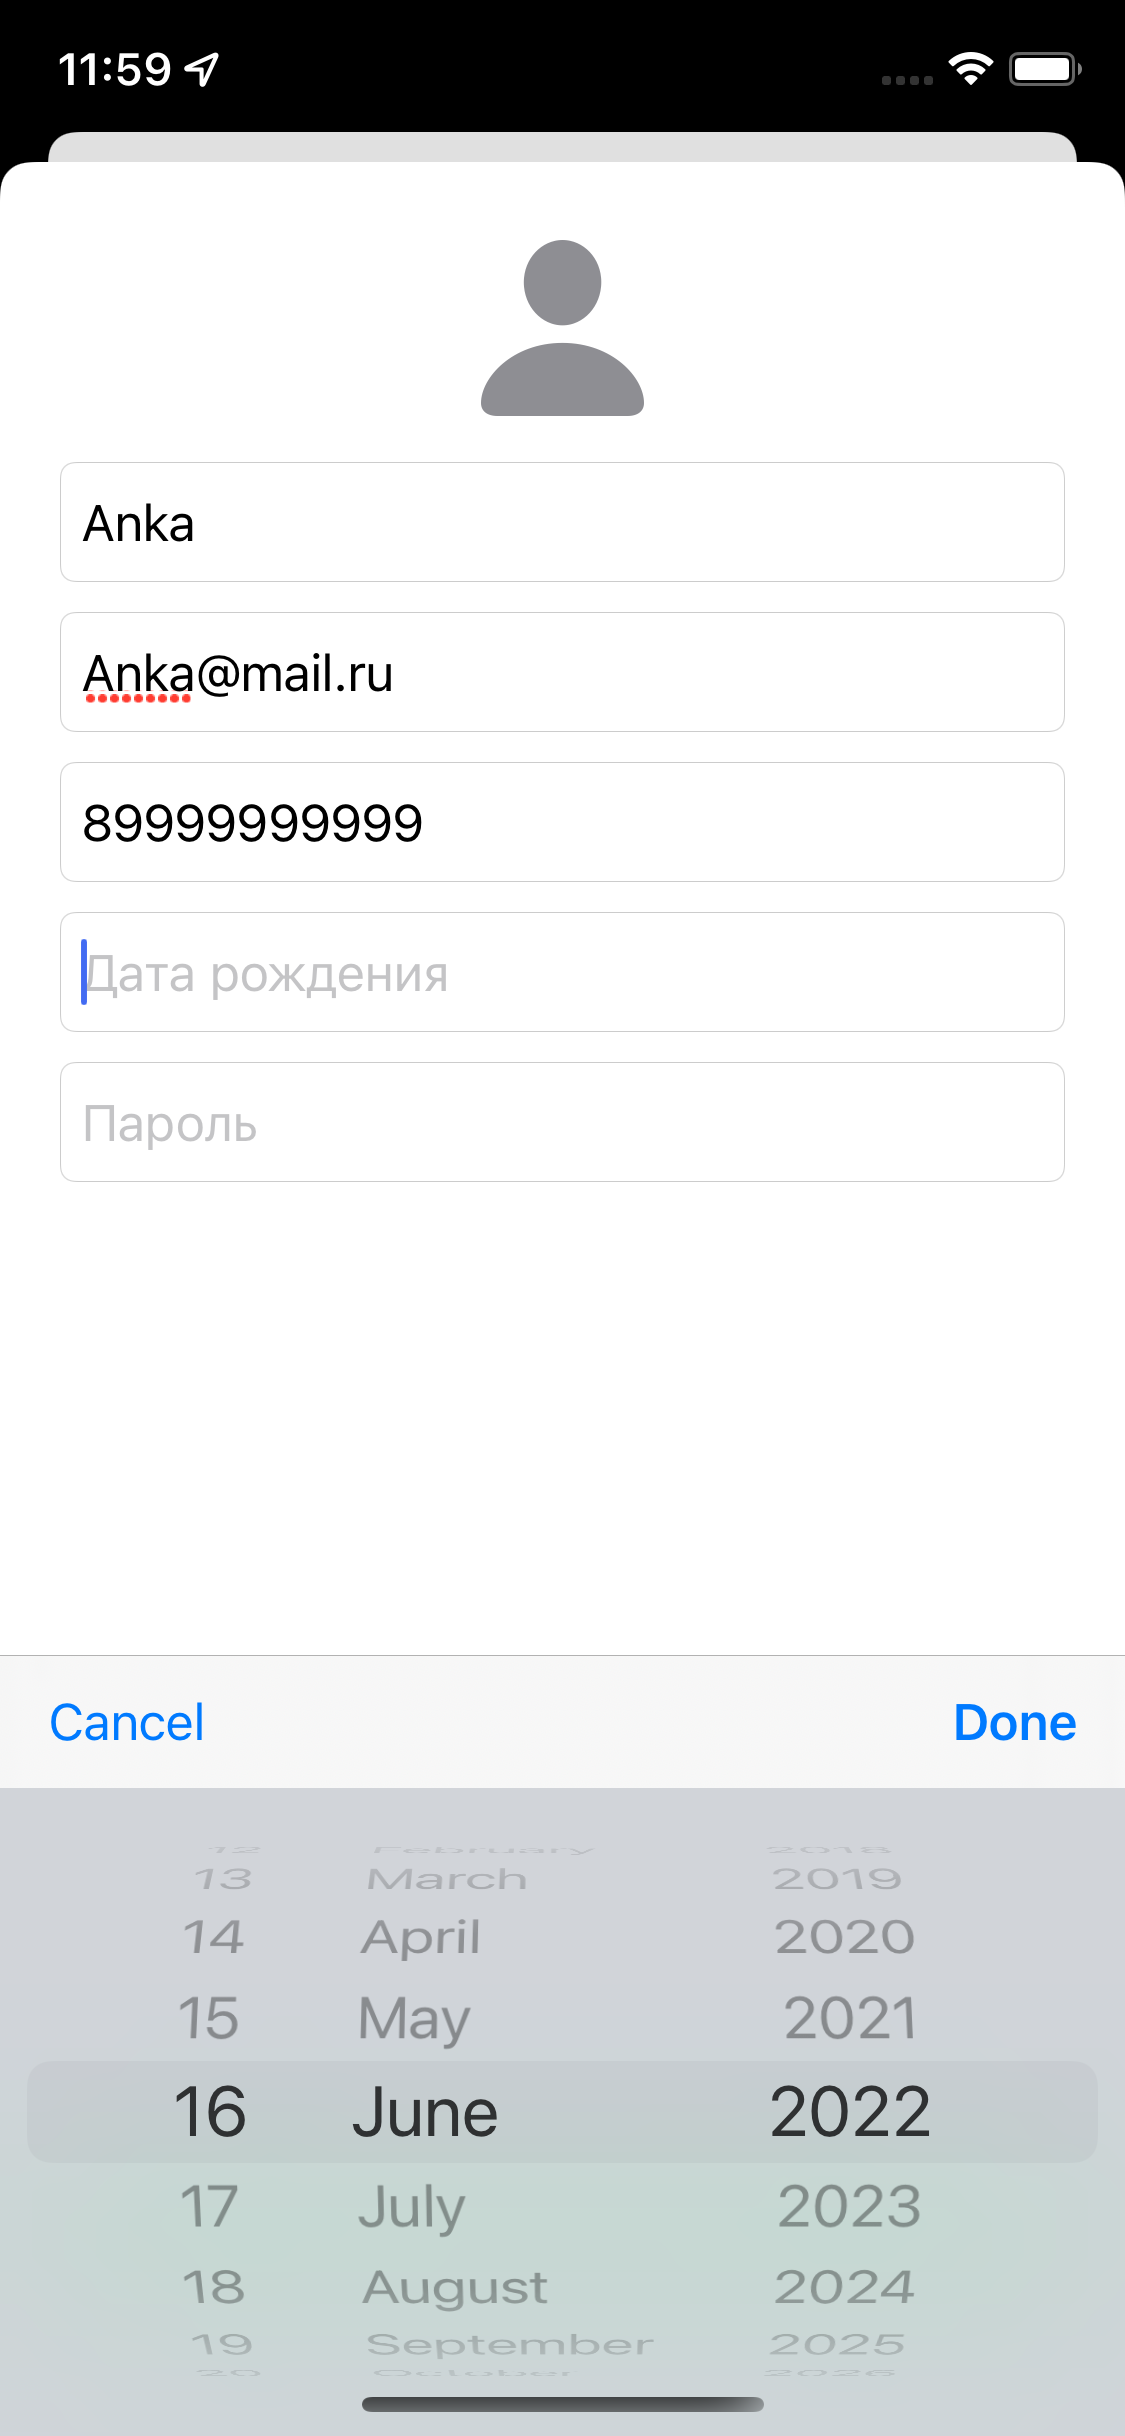 11:59
Anka
Anka@mail.ru
89999999999
Дата рождения
Пароль
Cancel Done
12 February 2018
13 March 2019
14 April 2020
15 May 2021
16 June 2022
17 July 2023
18 August 2024
19 September 2025
20 October 2026